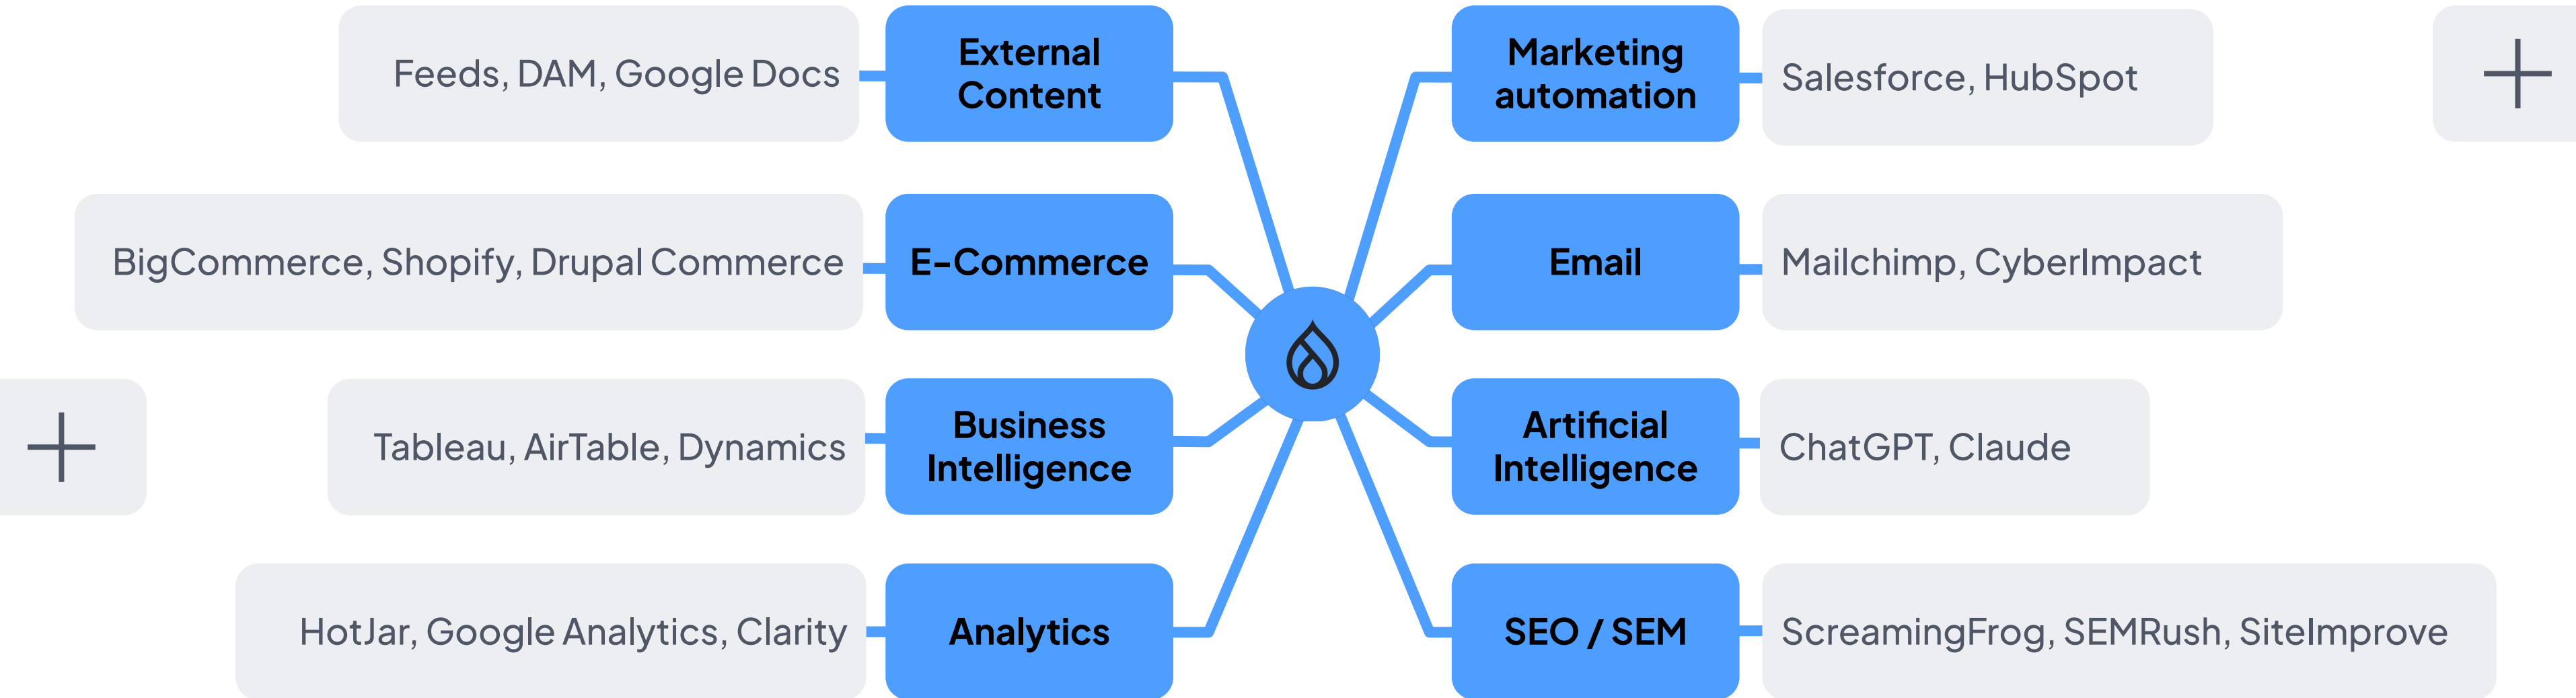 Feeds, DAM, Google Docs
External
Content
Marketing
automation
Salesforce, HubSpot
BigCommerce, Shopify, Drupal Commerce
E-Commerce
Email
Mailchimp, CyberImpact
Tableau, AirTable, Dynamics
Business
Intelligence
Artificial
Intelligence
ChatGPT, Claude
HotJar, Google Analytics, Clarity
Analytics
SEO / SEM
ScreamingFrog, SEMRush, SiteImprove